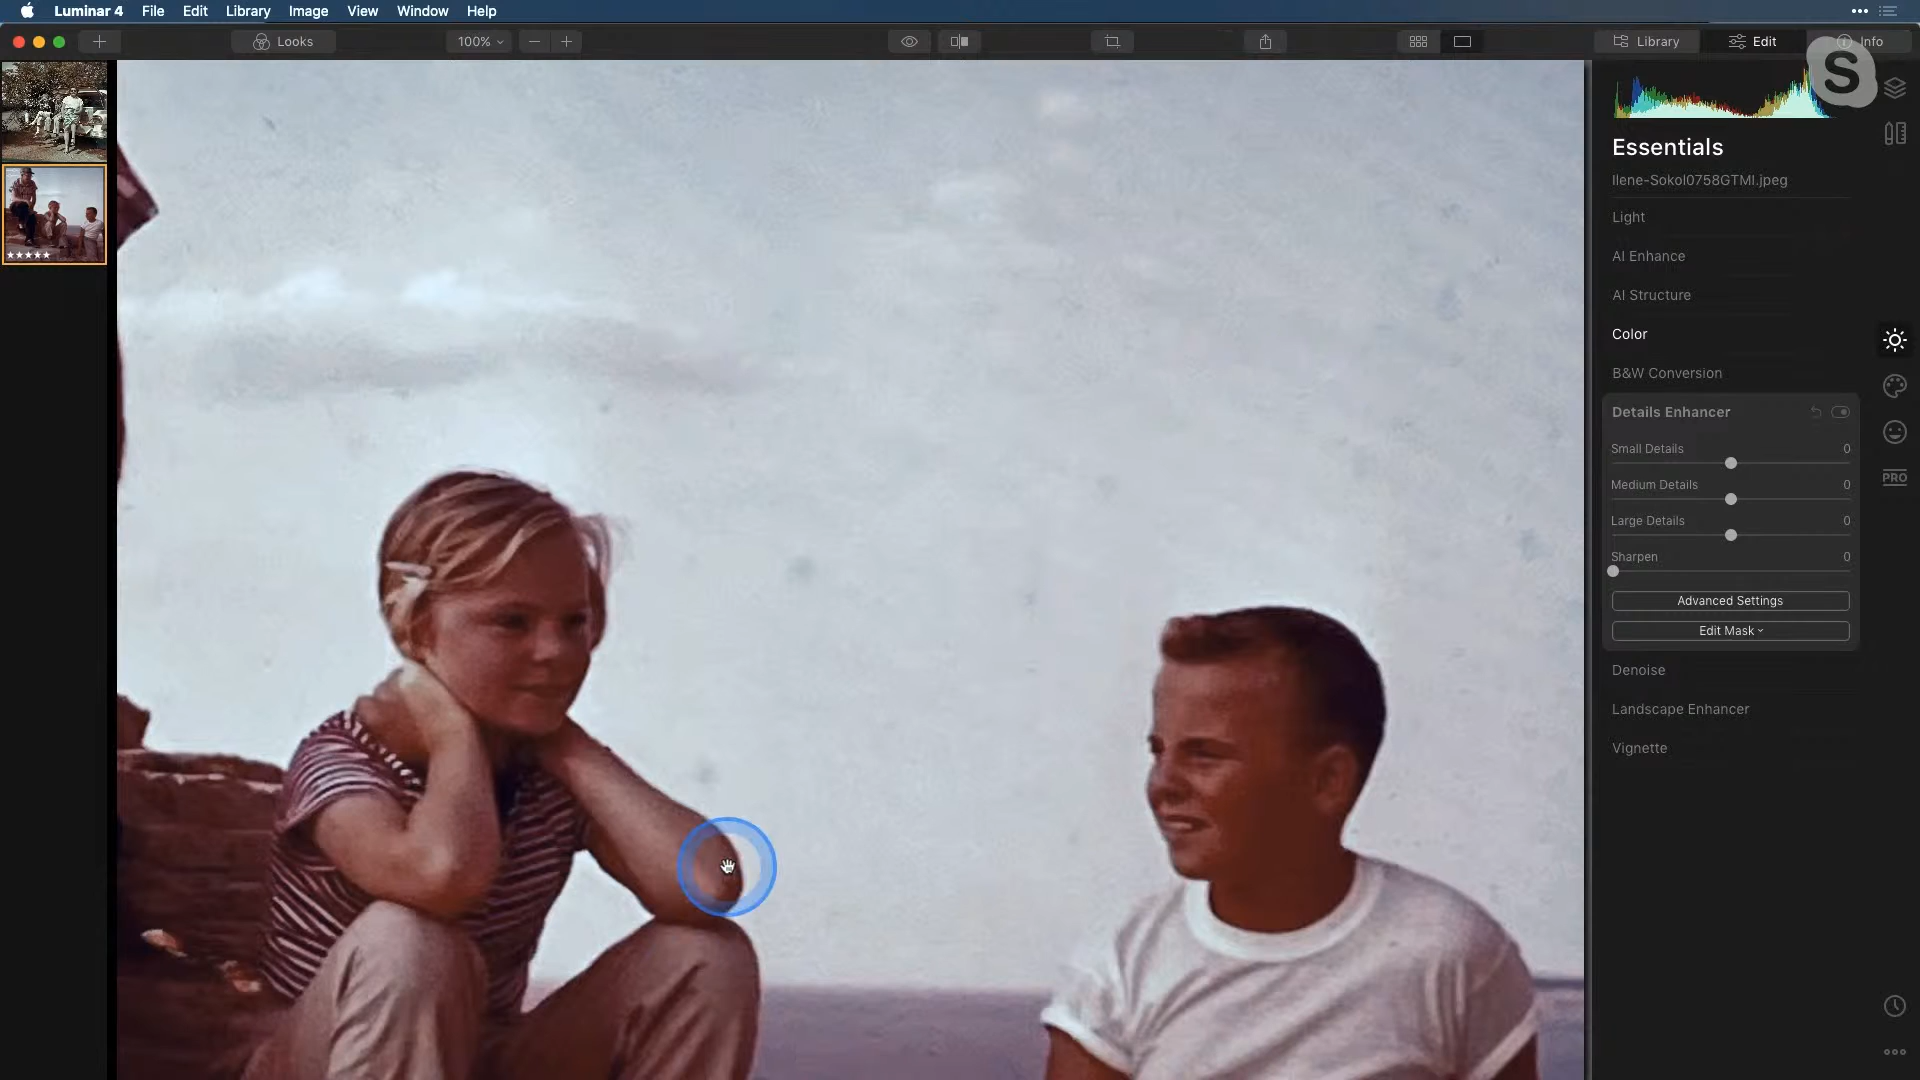 Luminar 4 File Edit Library Image View Window Help
Looks 100% Library Edit Info
S
Essentials
Ilene-Sokol0758GTMI.jpeg
Light
AI Enhance
AI Structure
Color
B&W Conversion
Details Enhancer
Small Details 0
Medium Details 0
Large Details 0
Sharpen 0
Advanced Settings
Edit Mask
Denoise
Landscape Enhancer
Vignette
PRO